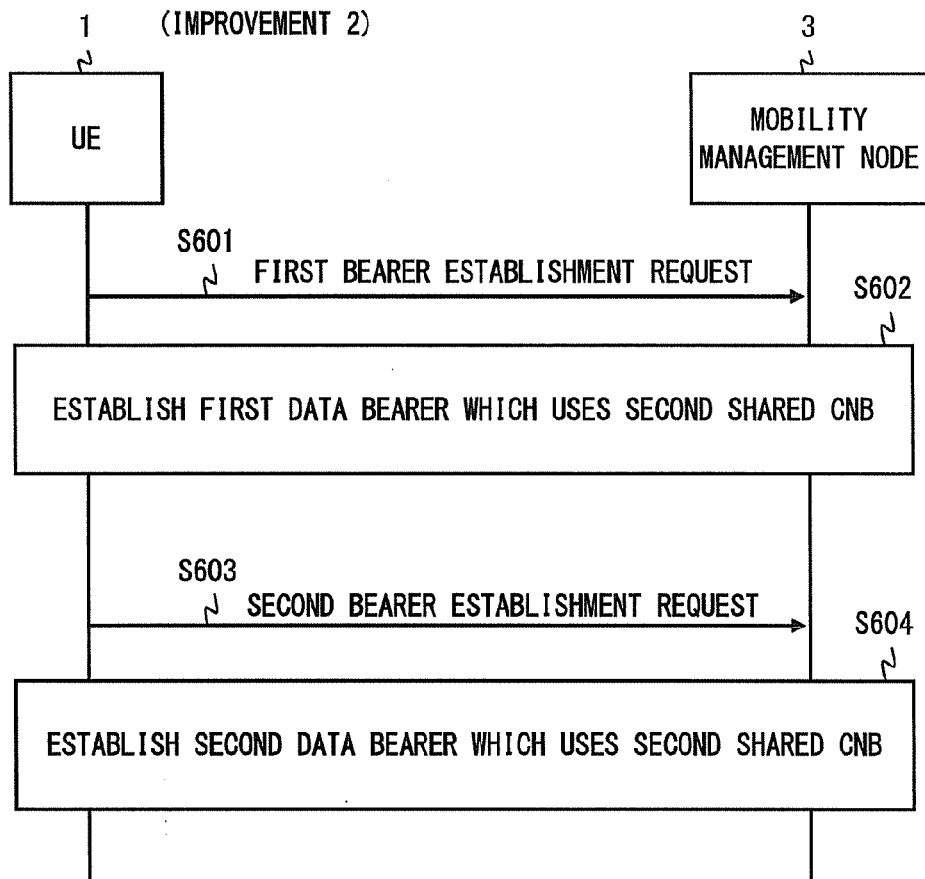 1 (IMPROVEMENT 2) 3
UE
MOBILITY
MANAGEMENT NODE
S601
FIRST BEARER ESTABLISHMENT REQUEST
S602
ESTABLISH FIRST DATA BEARER WHICH USES SECOND SHARED CNB
S603
SECOND BEARER ESTABLISHMENT REQUEST
S604
ESTABLISH SECOND DATA BEARER WHICH USES SECOND SHARED CNB